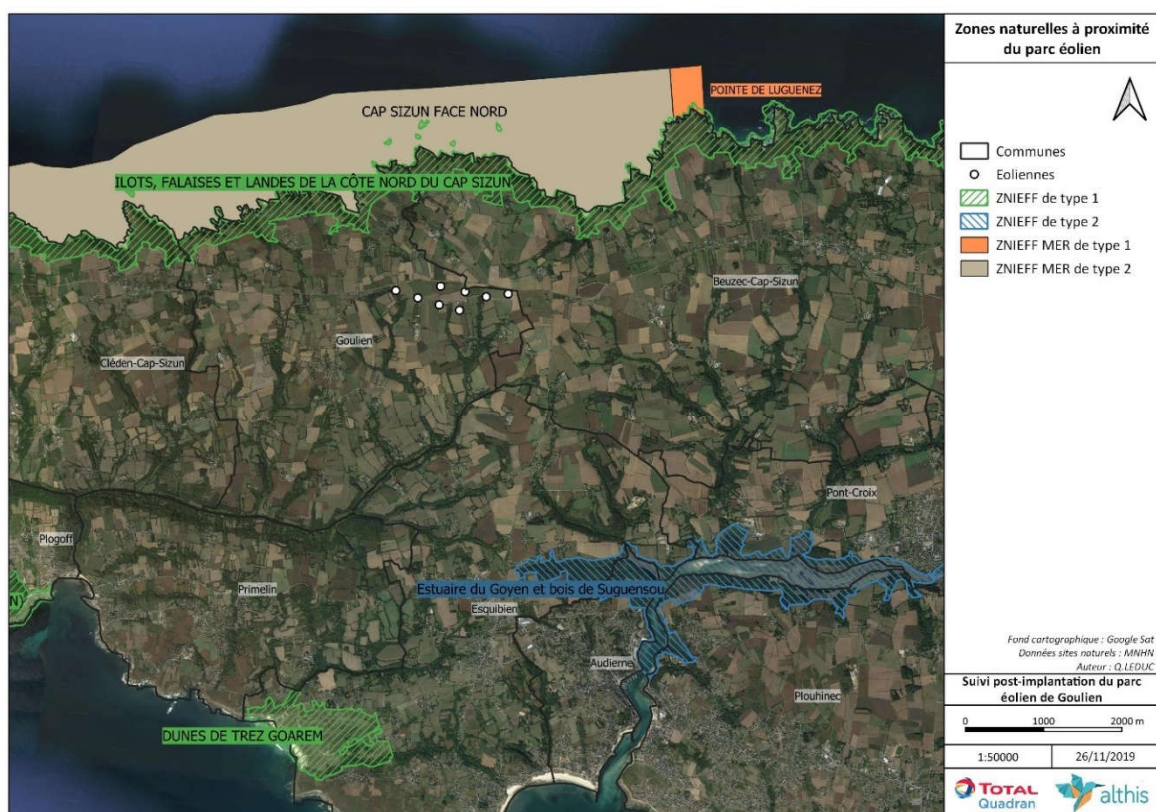 Zones naturelles à proximité
du parc éolien
POINTE DE LUGUENEZ
CAP SIZUN FACE NORD
ILOTS, FALAISES ET LANDES DE LA CÔTE NORD DU CAP SIZUN
Communes
Eoliennes
ZNIEFF de type 1
ZNIEFF de type 2
ZNIEFF MER de type 1
ZNIEFF MER de type 2
Beuzec-Cap-Sizun
Goulien
Cléden-Cap-Sizun
Pont-Croix
Plogoff
Primelin
Estuaire du Goyen et bois de Suguensou
N)
Esquibien
Audierne
Plouhinec
DUNES DE TREZ GOAREM
Fond cartographique : Google Sat
Données sites naturels : MNHN
Auteur : Q.LEDUC
Suivi post-implantation du parc
éolien de Goulien
0 1000 2000 m
1:50000 26/11/2019
TOTAL
Quadran
althis